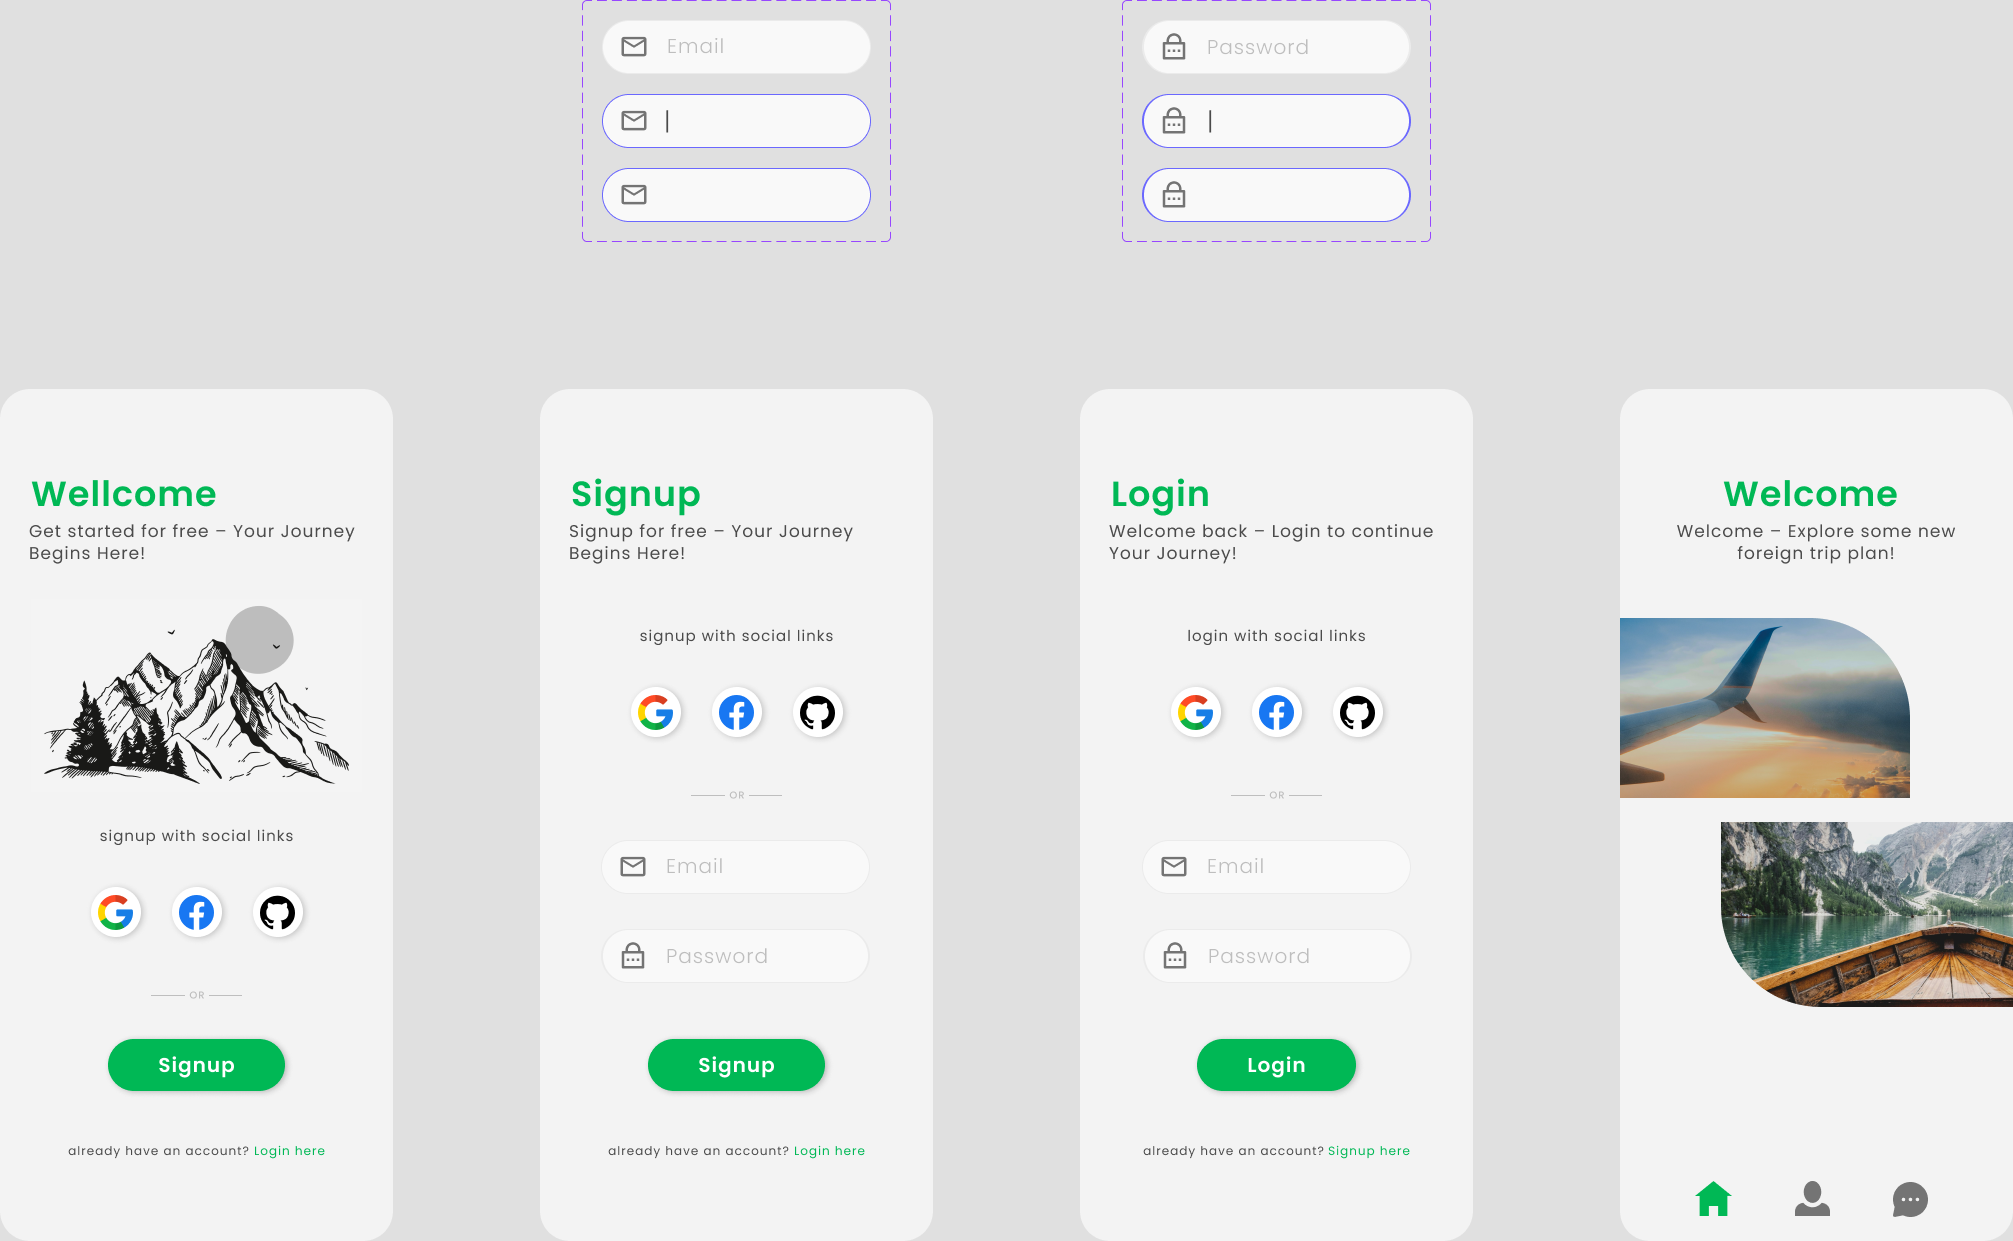 Email
Password
Wellcome
Get started for free – Your Journey
Begins Here!
signup with social links
OR
Signup
already have an account? Login here
Signup
Signup for free – Your Journey
Begins Here!
signup with social links
OR
Email
Password
Signup
already have an account? Login here
Login
Welcome back – Login to continue
Your Journey!
login with social links
OR
Email
Password
Login
already have an account? Signup here
Welcome
Welcome – Explore some new
foreign trip plan!